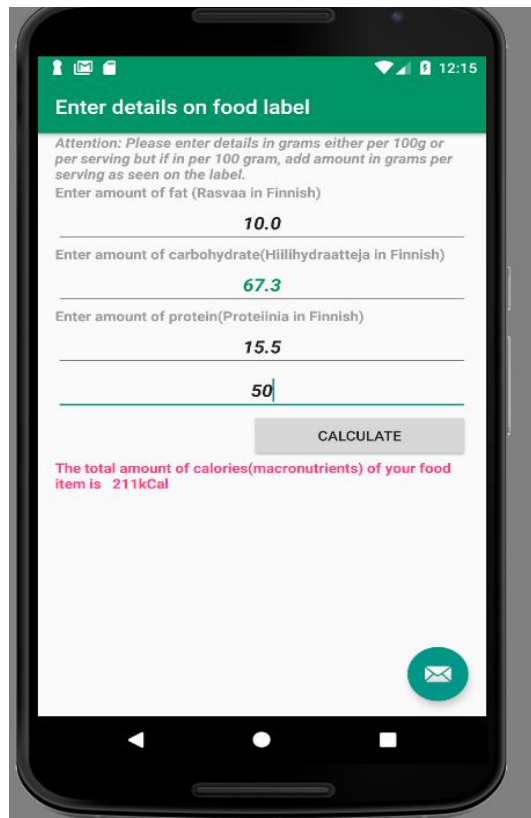 12:15
Enter details on food label
Attention: Please enter details in grams either per 100g or
per serving but if in per 100 gram, add amount in grams per
serving as seen on the label.
Enter amount of fat (Rasvaa in Finnish)
10.0
Enter amount of carbohydrate(Hiilihydraatteja in Finnish)
67.3
Enter amount of protein(Proteiinia in Finnish)
15.5
50
CALCULATE
The total amount of calories(macronutrients) of your food
item is 211kCal